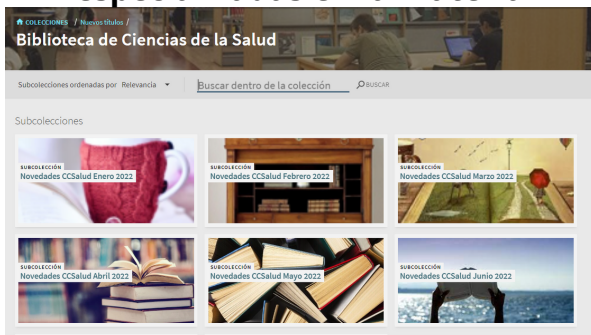 COLECCIONES / Nuevos títulos /
Biblioteca de Ciencias de la Salud
Subcolecciones ordenadas por Relevancia
Buscar dentro de la colección
BUSCAR
Subcolecciones
SUBCOLECCIÓN
Novedades CCSalud Enero 2022
SUBCOLECCIÓN
Novedades CCSalud Febrero 2022
SUBCOLECCIÓN
Novedades CCSalud Marzo 2022
SUBCOLECCIÓN
Novedades CCSalud Abril 2022
SUBCOLECCIÓN
Novedades CCSalud Mayo 2022
SUBCOLECCIÓN
Novedades CCSalud Junio 2022